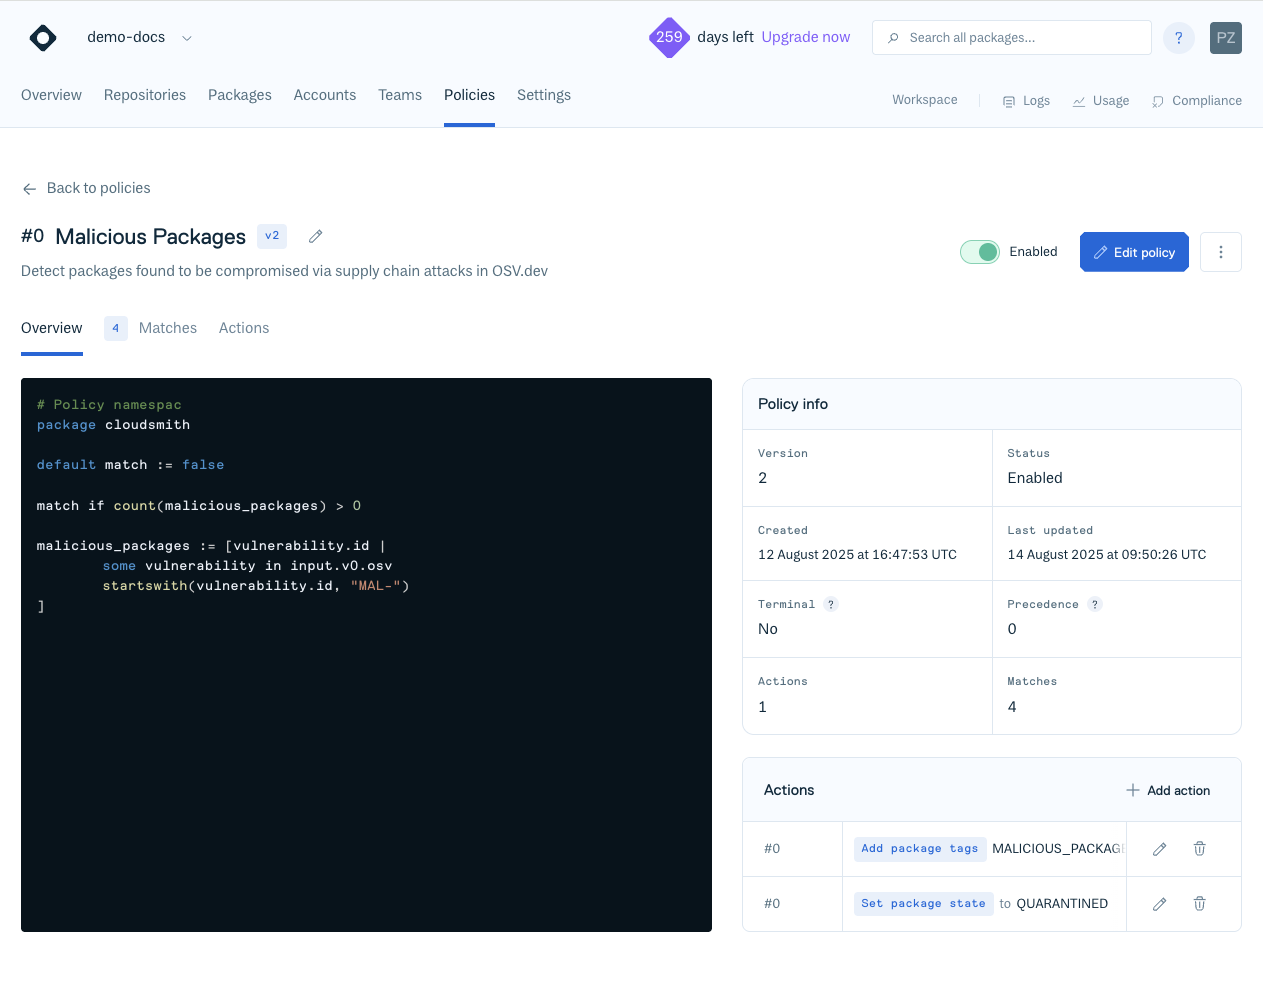 demo-docs
259 days left Upgrade now
Search all packages...
?
PZ
Overview Repositories Packages Accounts Teams Policies Settings
Workspace Logs Usage Compliance
Back to policies
#0 Malicious Packages v2
Detect packages found to be compromised via supply chain attacks in OSV.dev
Enabled
Edit policy
Overview 4 Matches Actions
# Policy namespac
package cloudsmith
default match := false
match if count(malicious_packages) > 0
malicious_packages := [vulnerability.id |
some vulnerability in input.v0.osv
startswith(vulnerability.id, "MAL-")
]
Policy info
Version
2
Status
Enabled
Created
12 August 2025 at 16:47:53 UTC
Last updated
14 August 2025 at 09:50:26 UTC
Terminal ?
No
Precedence ?
0
Actions
1
Matches
4
Actions
Add action
#0 Add package tags MALICIOUS_PACKAGE
#0 Set package state to QUARANTINED